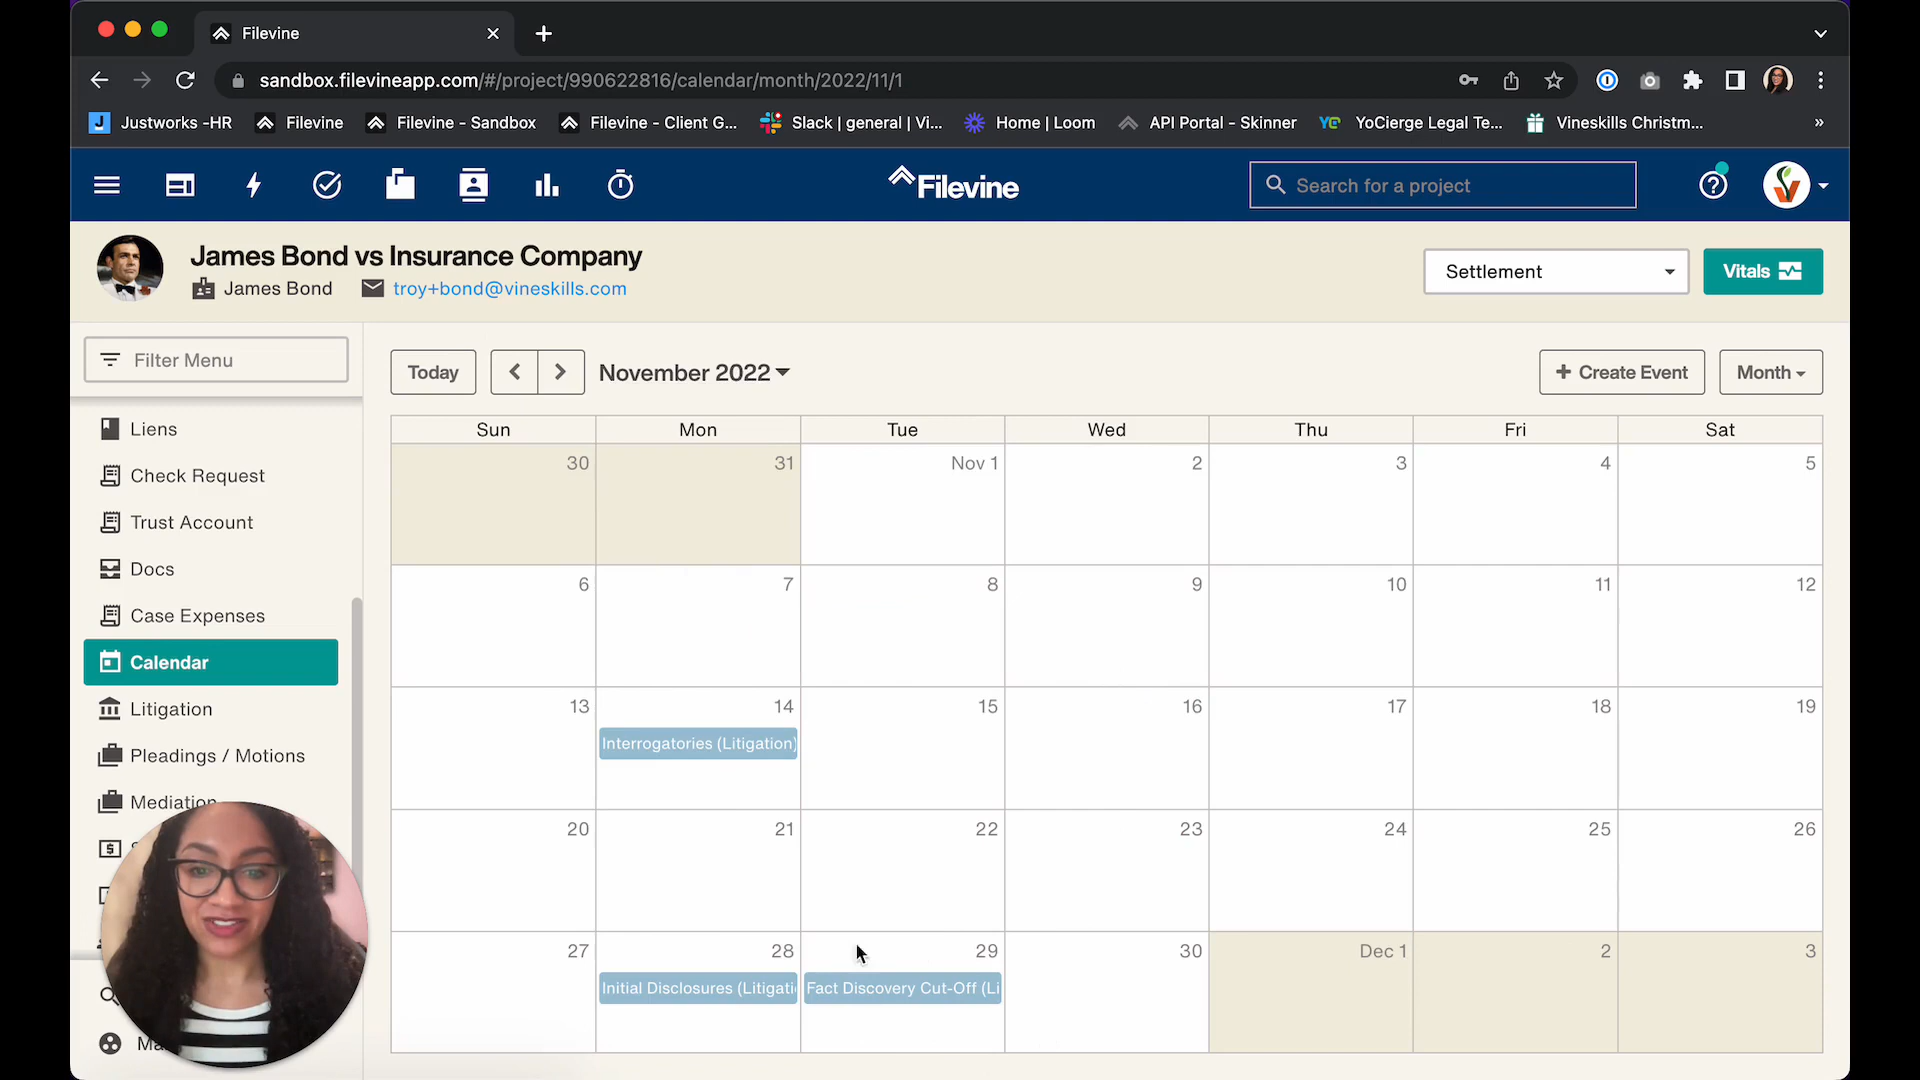 Filevine
sandbox.filevineapp.com/#/project/990622816/calendar/month/2022/11/1
Justworks -HR
Filevine
Filevine - Sandbox
Filevine - Client G...
Slack | general | Vi...
Home | Loom
API Portal - Skinner
YoCierge Legal Te...
Vineskills Christm...
»
Filevine
Search for a project
James Bond vs Insurance Company
James Bond
troy+bond@vineskills.com
Settlement
Vitals
Filter Menu
Liens
Check Request
Trust Account
Docs
Case Expenses
Calendar
Litigation
Pleadings / Motions
Mediation
Today
November 2022
+ Create Event
Month
Sun Mon Tue Wed Thu Fri Sat
30 31 Nov 1 2 3 4 5
6 7 8 9 10 11 12
13 14 15 16 17 18 19
Interrogatories (Litigation)
20 21 22 23 24 25 26
27 28 29 30 Dec 1 2 3
Initial Disclosures (Litigati
Fact Discovery Cut-Off (Li